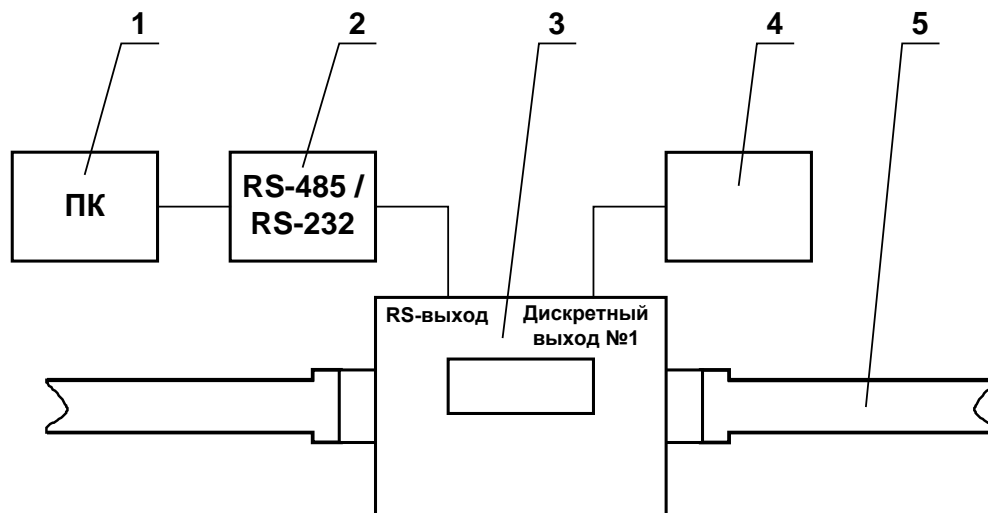 1 2 3 4 5
ПК
RS-485 /
RS-232
RS-выход
Дискретный
выход №1